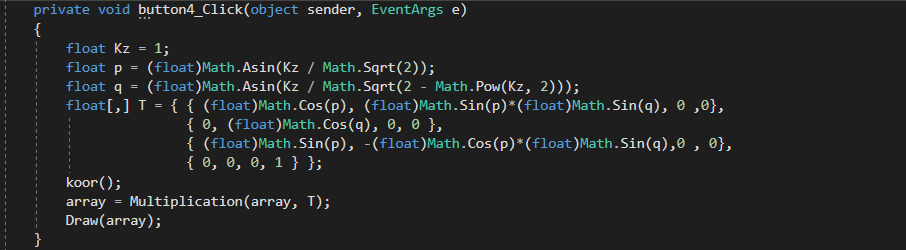 private void button4_Click(object sender, EventArgs e)
{
float Kz = 1;
float p = (float)Math.Asin(Kz / Math.Sqrt(2));
float q = (float)Math.Asin(Kz / Math.Sqrt(2 - Math.Pow(Kz, 2)));
float[,] T = { { (float)Math.Cos(p), (float)Math.Sin(p)*(float)Math.Sin(q), 0 ,0},
{ 0, (float)Math.Cos(q), 0, 0 },
{ (float)Math.Sin(p), -(float)Math.Cos(p)*(float)Math.Sin(q),0 , 0},
{ 0, 0, 0, 1 } };
koor();
array = Multiplication(array, T);
Draw(array);
}